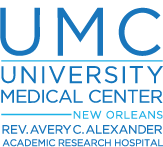 UMC
UNIVERSITY
MEDICAL CENTER
NEW ORLEANS
REV. AVERY C. ALEXANDER
ACADEMIC RESEARCH HOSPITAL